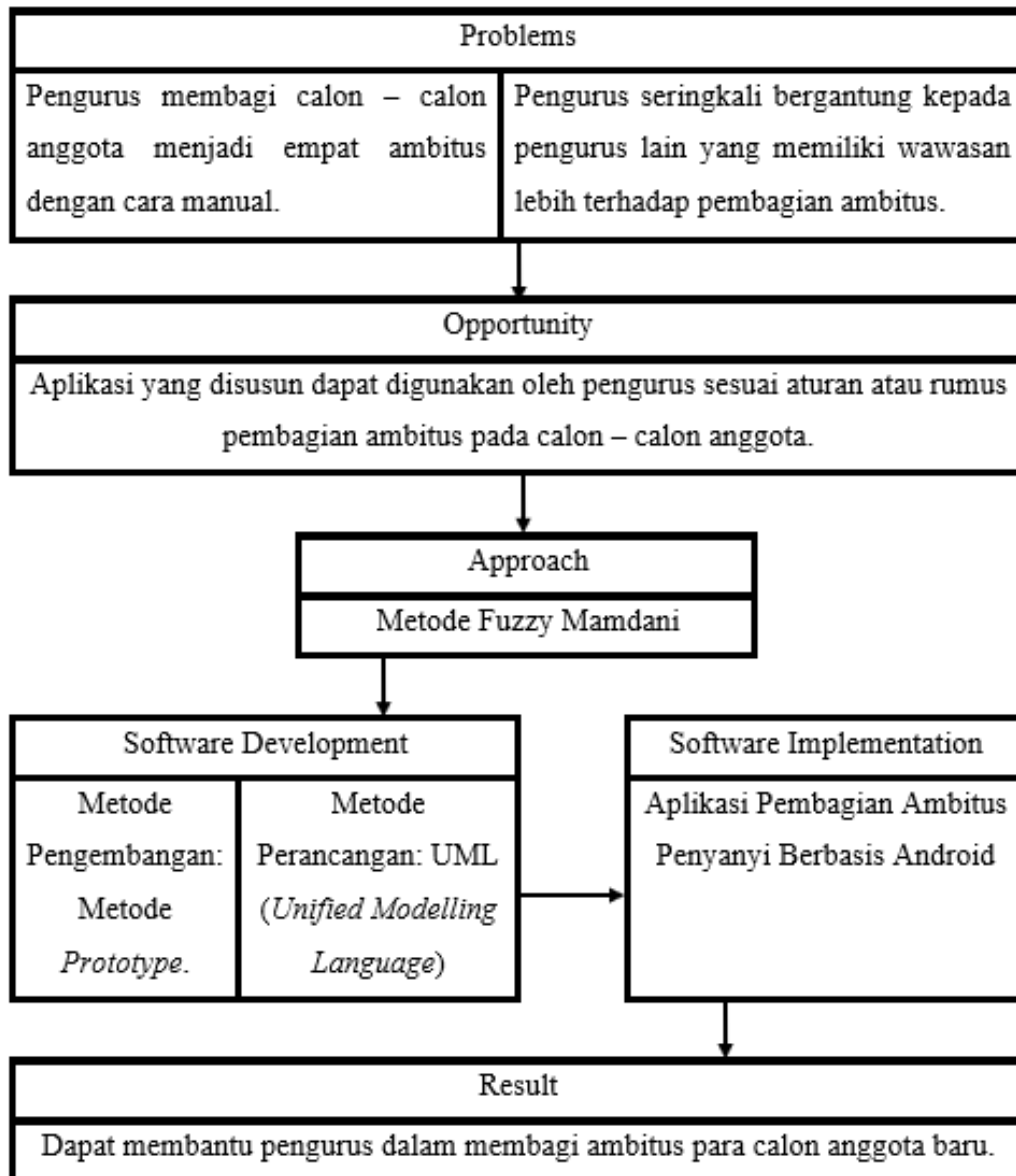 Problems
Pengurus membagi calon – calon
anggota menjadi empat ambitus
dengan cara manual.
Pengurus seringkali bergantung kepada
pengurus lain yang memiliki wawasan
lebih terhadap pembagian ambitus.
Opportunity
Aplikasi yang disusun dapat digunakan oleh pengurus sesuai aturan atau rumus
pembagian ambitus pada calon – calon anggota.
Approach
Metode Fuzzy Mamdani
Software Development
Metode
Pengembangan:
Metode
Prototype.
Metode
Perancangan: UML
(Unified Modelling
Language)
Software Implementation
Aplikasi Pembagian Ambitus
Penyanyi Berbasis Android
Result
Dapat membantu pengurus dalam membagi ambitus para calon anggota baru.